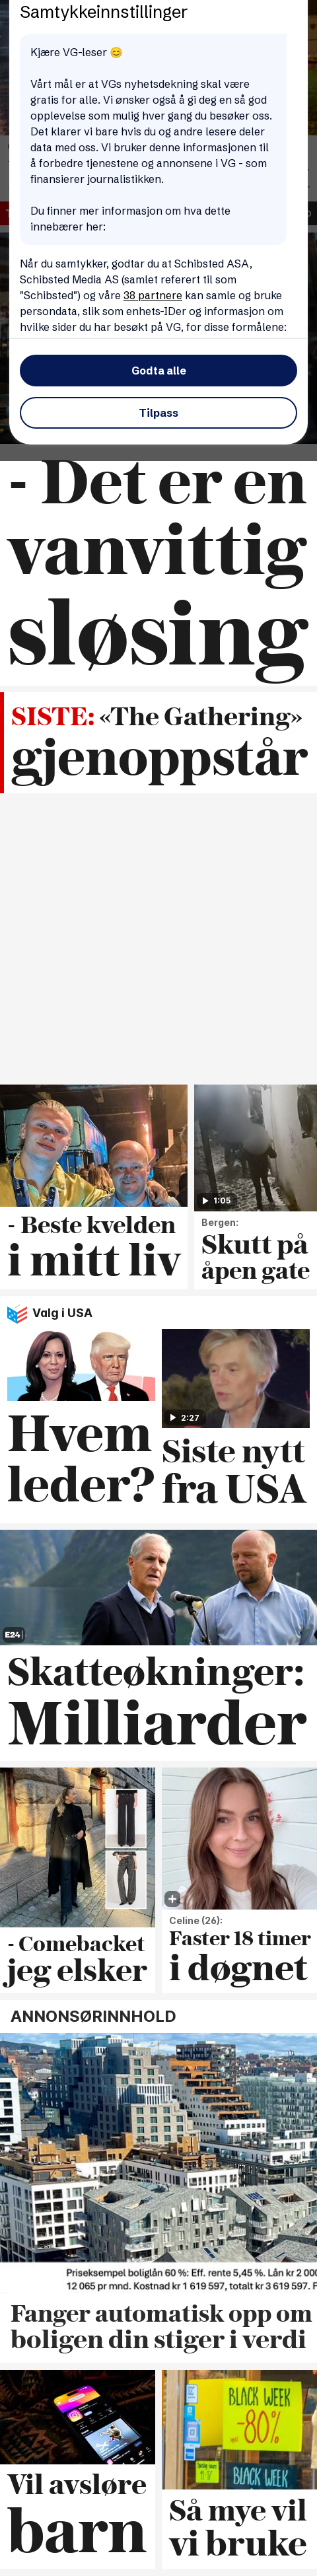 Samtykkeinnstillinger
Kjære VG-leser 😊
Vårt mål er at VGs nyhetsdekning skal være
gratis for alle. Vi ønsker også å gi deg en så god
opplevelse som mulig hver gang du besøker oss.
Det klarer vi bare hvis du og andre lesere deler
data med oss. Vi bruker denne informasjonen til
å forbedre tjenestene og annonsene i VG - som
finansierer journalistikken.
Du finner mer informasjon om hva dette
innebærer her:
Når du samtykker, godtar du at Schibsted ASA,
Schibsted Media AS (samlet referert til som
"Schibsted") og våre 38 partnere kan samle og bruke
persondata, slik som enhets-IDer og informasjon om
hvilke sider du har besøkt på VG, for disse formålene:
Godta alle
Tilpass
- Det er en
vanvittig
sløsing
SISTE: «The Gathering»
gjenoppstår
- Beste kvelden
i mitt liv
1:05
Bergen:
Skutt på
åpen gate
Valg i USA
Hvem
leder?
2:27
Siste nytt
fra USA
E24
Skatteøkninger:
Milliarder
- Comebacket
jeg elsker
Celine (26):
Faster 18 timer
i døgnet
ANNONSØRINNHOLD
Priseksempel boliglån 60 %: Eff. rente 5,45 %. Lån kr 2 000
12 065 pr mnd. Kostnad kr 1 619 597, totalt kr 3 619 597. F
Fanger automatisk opp om
boligen din stiger i verdi
Vil avsløre
barn
BLACK WEEK
-80%
BLACK WEEK
Så mye vil
vi bruke